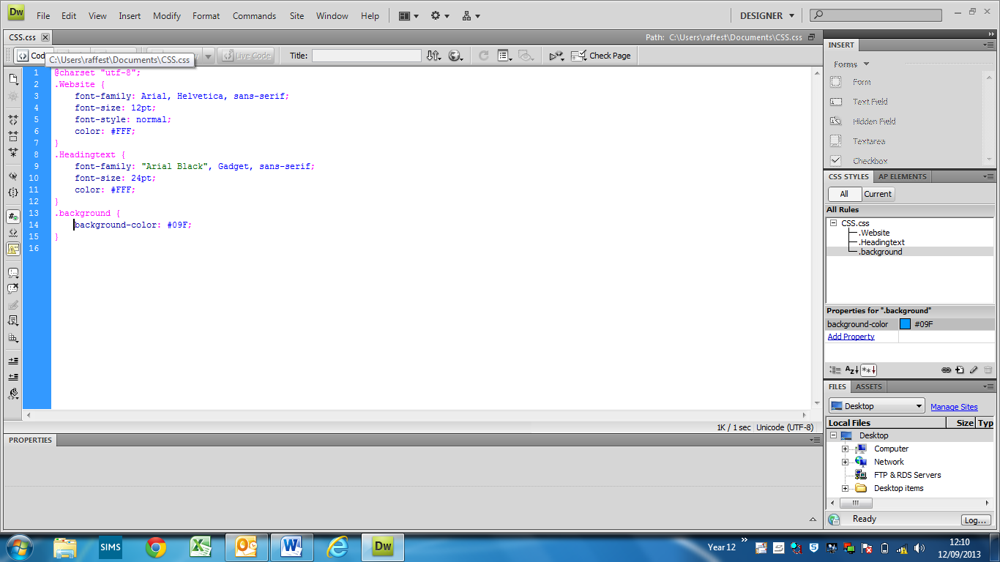 Dw File Edit View Insert Modify Format Commands Site Window Help DESIGNER
CSS.css Path: C:\Users\raffest\Documents\CSS.css
Cod Live Code Title: Check Page
C:\Users\raffest\Documents\CSS.css
1 @charset "utf-8";
2 .Website {
3 font-family: Arial, Helvetica, sans-serif;
4 font-size: 12pt;
5 font-style: normal;
6 color: #FFF;
7 }
8 .Headingtext {
9 font-family: "Arial Black", Gadget, sans-serif;
10 font-size: 24pt;
11 color: #FFF;
12 }
13 .background {
14 background-color: #09F;
15 }
16
1K / 1 sec Unicode (UTF-8)
PROPERTIES
INSERT
Forms
Form
Text Field
Hidden Field
Textarea
Checkbox
CSS STYLES AP ELEMENTS
All Current
All Rules
CSS.css
.Website
.Headingtext
.background
Properties for ".background"
background-color #09F
Add Property
FILES ASSETS
Desktop Manage Sites
Local Files Size Typ
Desktop
Computer
Network
FTP & RDS Servers
Desktop items
Ready Log...
SIMS Dw Year 12 » 12:10
12/09/2013